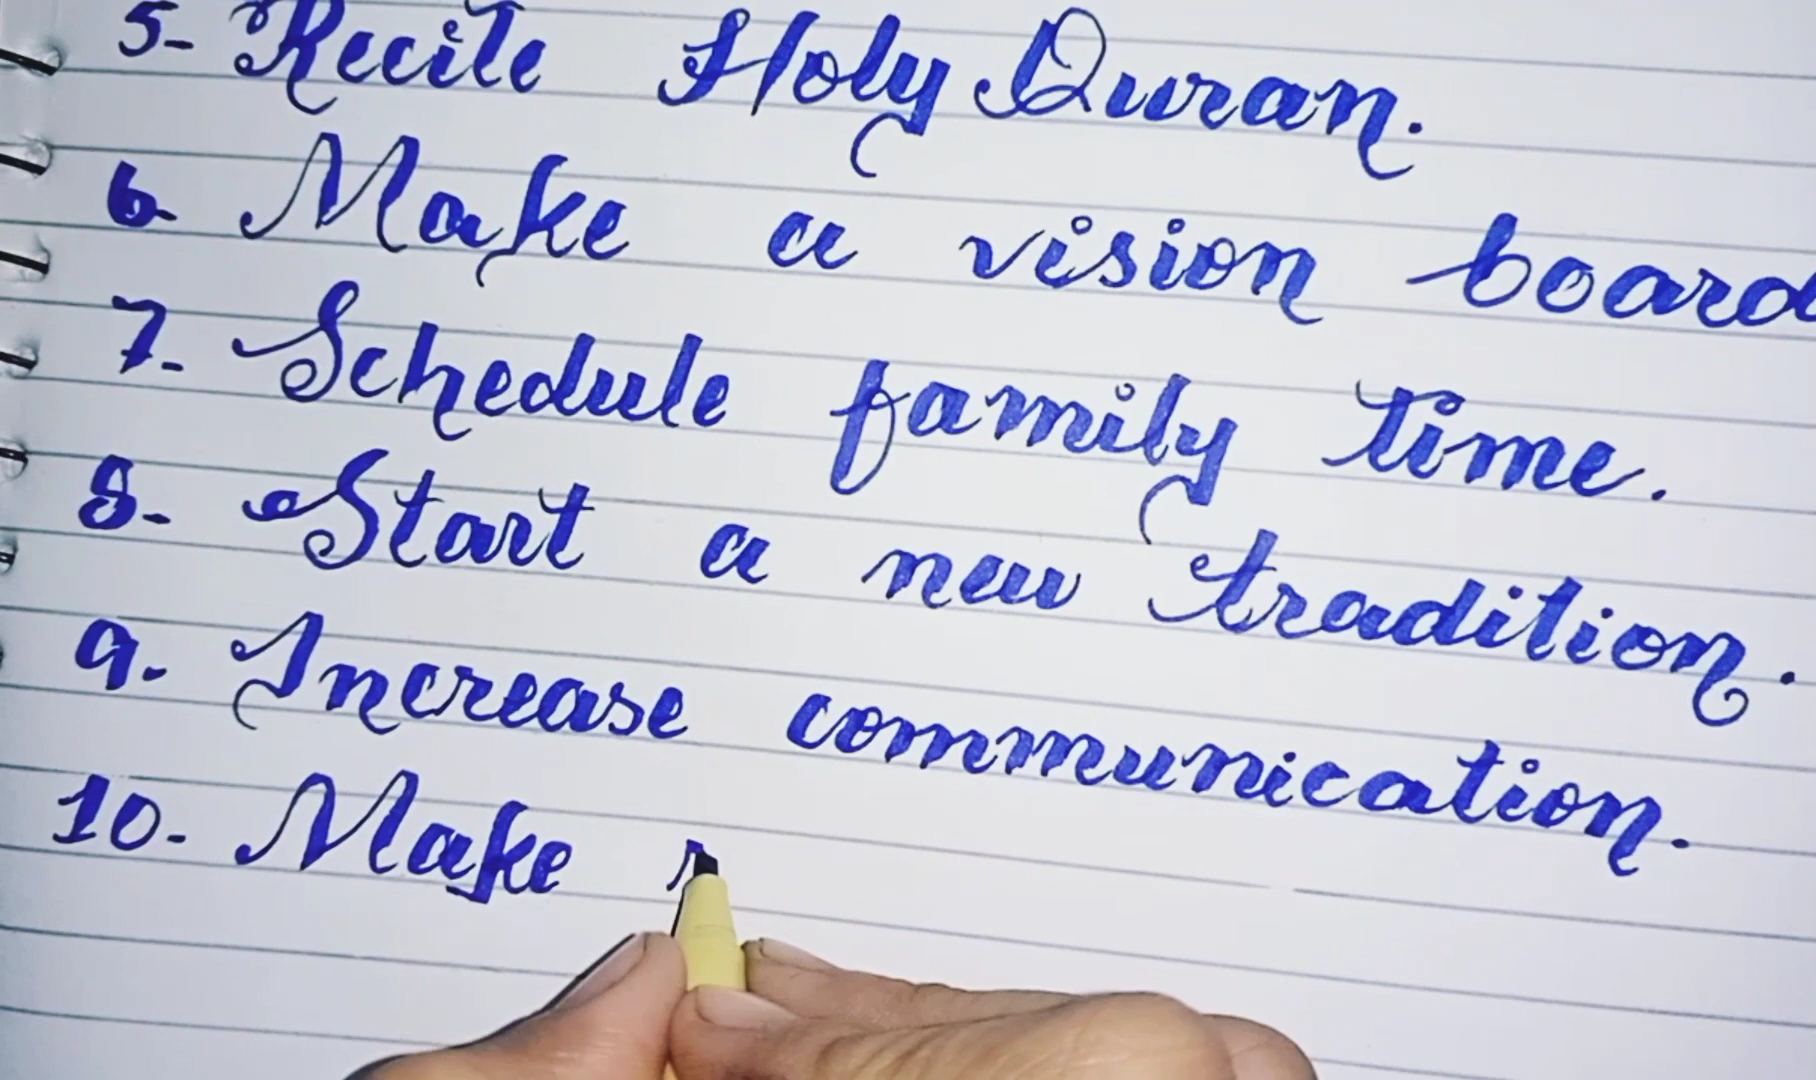 5- Recite Holy Quran.
6- Make a vision board
7- Schedule family time.
8- Start a new tradition.
9- Increase communication.
10- Make